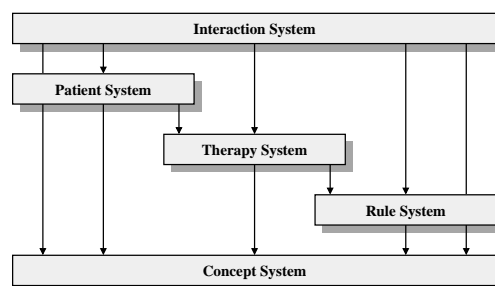 Interaction System
Patient System
Therapy System
Rule System
Concept System